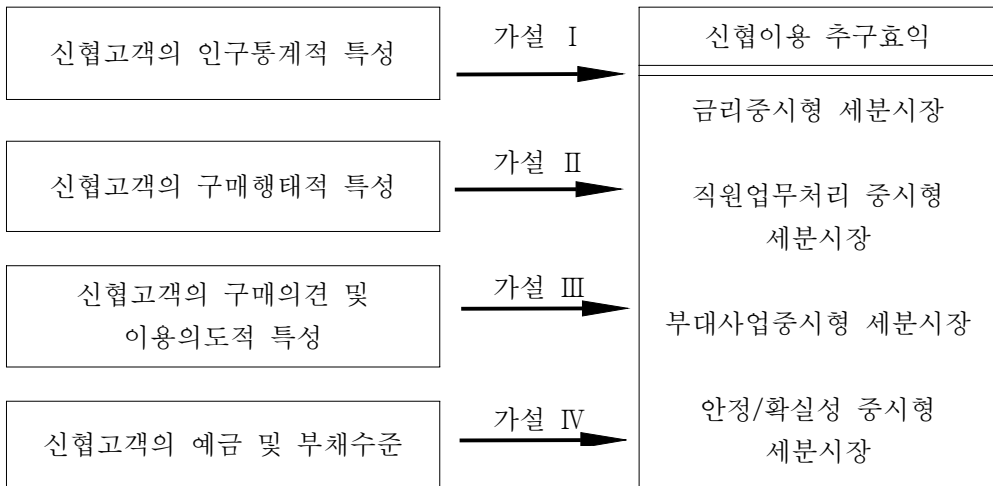 신협고객의 인구통계적 특성
가설 Ⅰ
신협이용 추구효익
금리중시형 세분시장
신협고객의 구매행태적 특성
가설 Ⅱ
직원업무처리 중시형
세분시장
신협고객의 구매의견 및
이용의도적 특성
가설 Ⅲ
부대사업중시형 세분시장
신협고객의 예금 및 부채수준
가설 Ⅳ
안정/확실성 중시형
세분시장